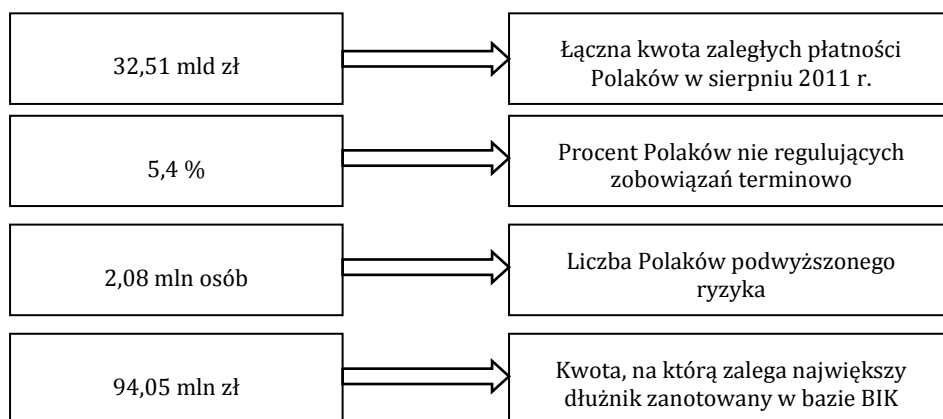 32,51 mld zł
Łączna kwota zaległych płatności
Polaków w sierpniu 2011 r.
5,4 %
Procent Polaków nie regulujących
zobowiązań terminowo
2,08 mln osób
Liczba Polaków podwyższonego
ryzyka
94,05 mln zł
Kwota, na którą zalega największy
dłużnik zanotowany w bazie BIK